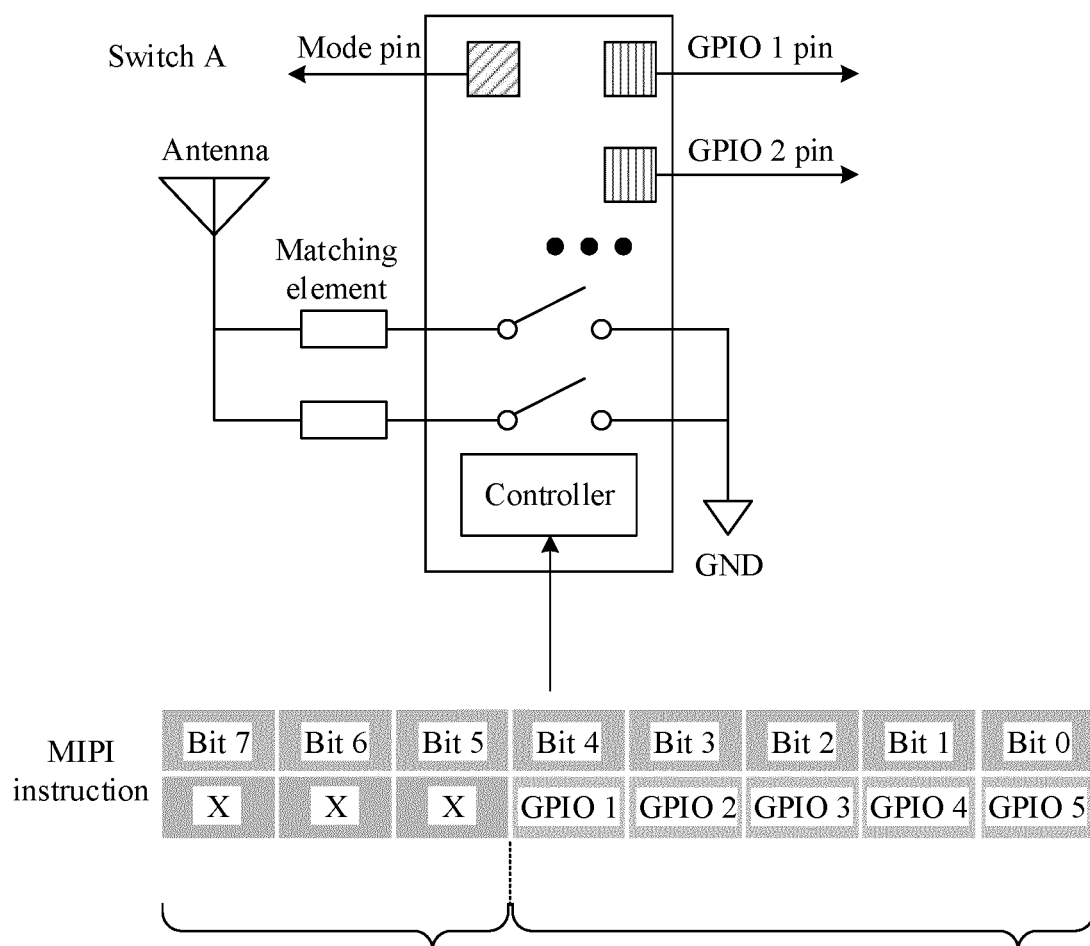 Switch A
Mode pin
GPIO 1 pin
GPIO 2 pin
Antenna
Matching
element
Controller
GND
MIPI
instruction
Bit 7 Bit 6 Bit 5 Bit 4 Bit 3 Bit 2 Bit 1 Bit 0
X X X GPIO 1 GPIO 2 GPIO 3 GPIO 4 GPIO 5